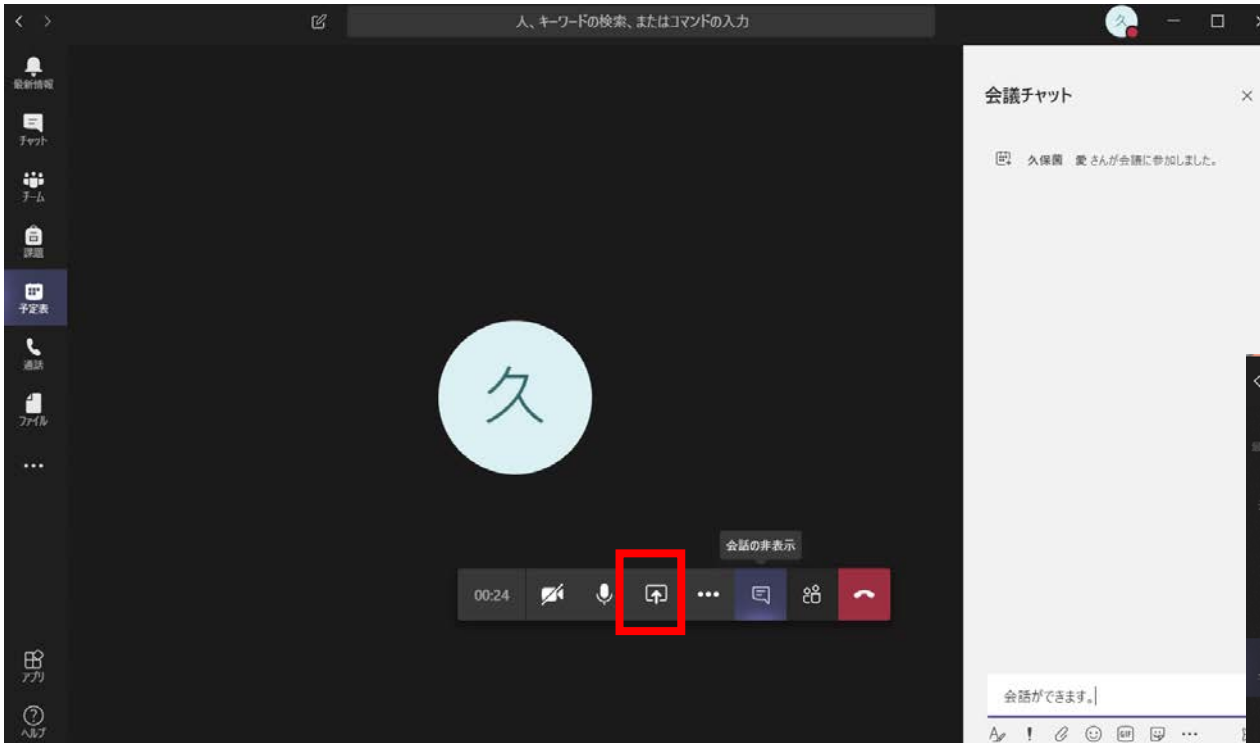 人、キーワードの検索、またはコマンドの入力
久
最新情報
チャット
チーム
課題
予定表
通話
ファイル
アプリ
ヘルプ
久
会話の非表示
00:24
会議チャット
久保園 愛 さんが会議に参加しました。
会話ができます。
GIF